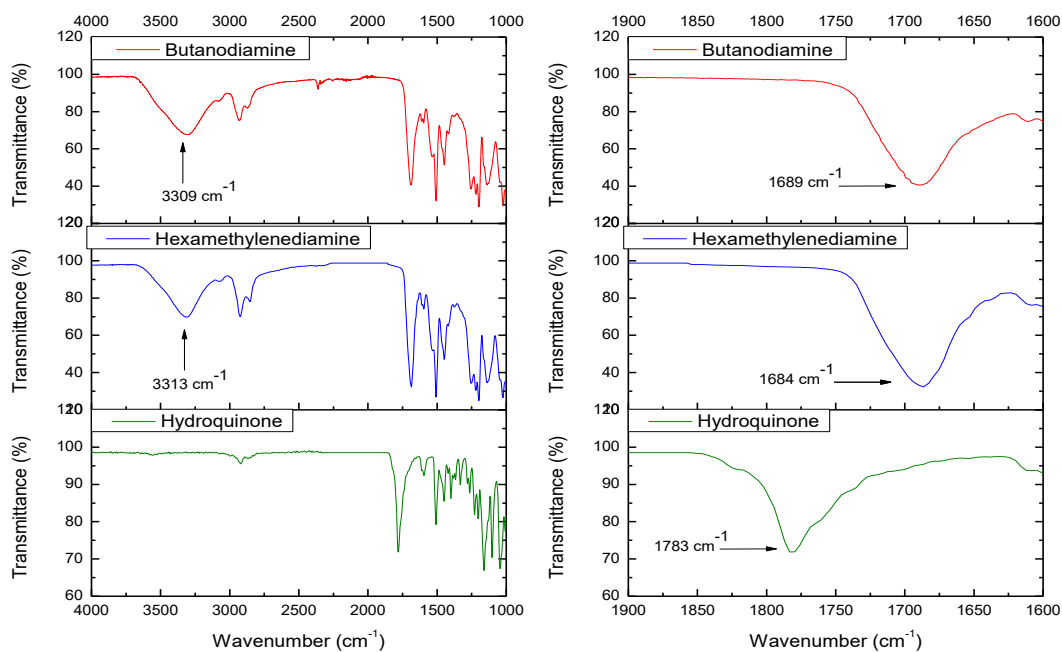 4000 3500 3000 2500 2000 1500 1000
Butanodiamine
120
100
80
60
40
20
Transmittance (%)
3309 cm-1
Hexamethylenediamine
120
100
80
60
40
20
Transmittance (%)
3313 cm-1
Hydroquinone
110
100
90
80
70
60
Transmittance (%)
4000 3500 3000 2500 2000 1500 1000
Wavenumber (cm-1)
1900 1850 1800 1750 1700 1650 1600
Butanodiamine
120
100
80
60
40
20
Transmittance (%)
1689 cm-1
Hexamethylenediamine
120
100
80
60
40
20
Transmittance (%)
1684 cm-1
Hydroquinone
110
100
90
80
70
60
Transmittance (%)
1783 cm-1
1900 1850 1800 1750 1700 1650 1600
Wavenumber (cm-1)